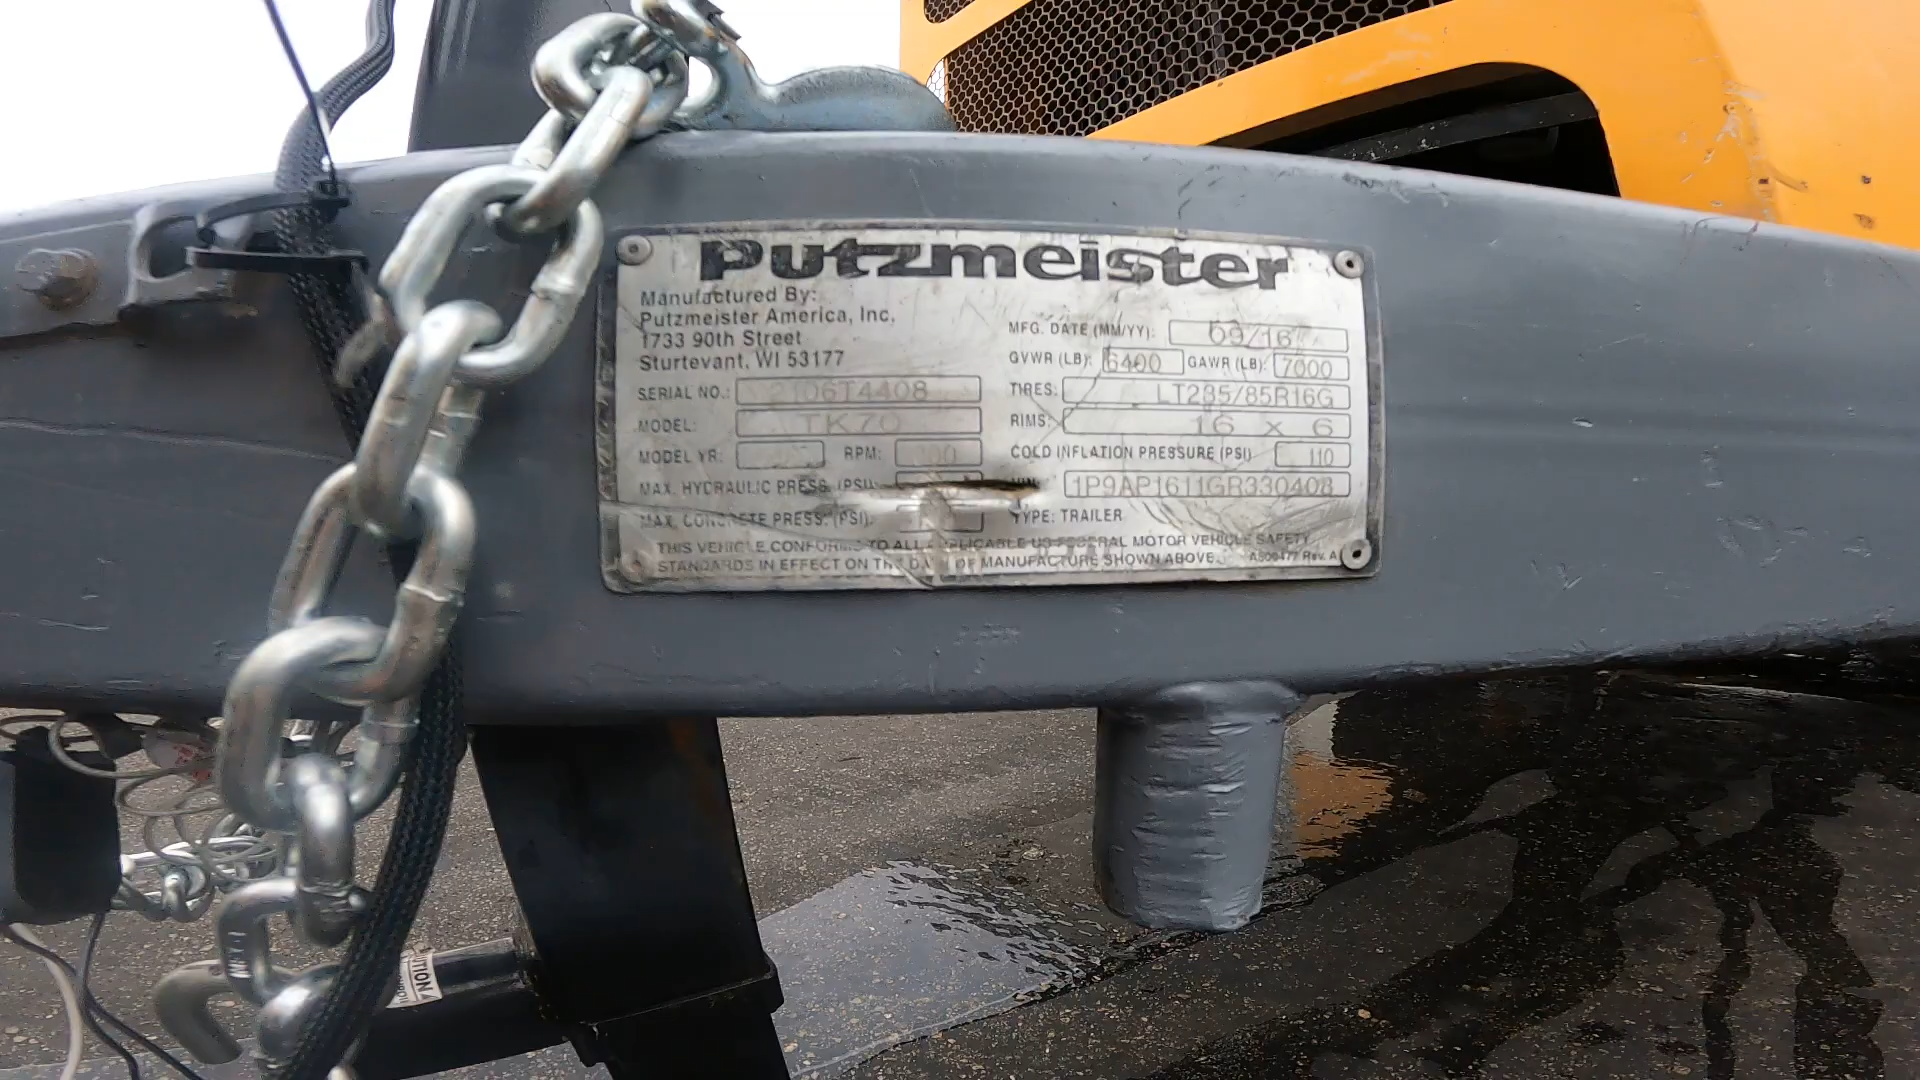 Putzmeister
Manufactured By:
Putzmeister America, Inc.
1733 90th Street
Sturtevant, WI 53177
SERIAL NO.: 2106T4408
MODEL: TK70
MODEL YR:
RPM:
MAX. HYDRAULIC PRESS. (PSI):
MAX. CONCRETE PRESS. (PSI):
MFG. DATE (MM/YY): 09/16
GVWR (LB): 6400 GAWR (LB): 7000
TIRES: LT235/85R16G
RIMS: 16 x 6
COLD INFLATION PRESSURE (PSI) 110
1P9AP1611GR330408
TYPE: TRAILER
THIS VEHICLE CONFORMS TO ALL APPLICABLE US FEDERAL MOTOR VEHICLE SAFETY
STANDARDS IN EFFECT ON THE DATE OF MANUFACTURE SHOWN ABOVE. A500477 Rev. A